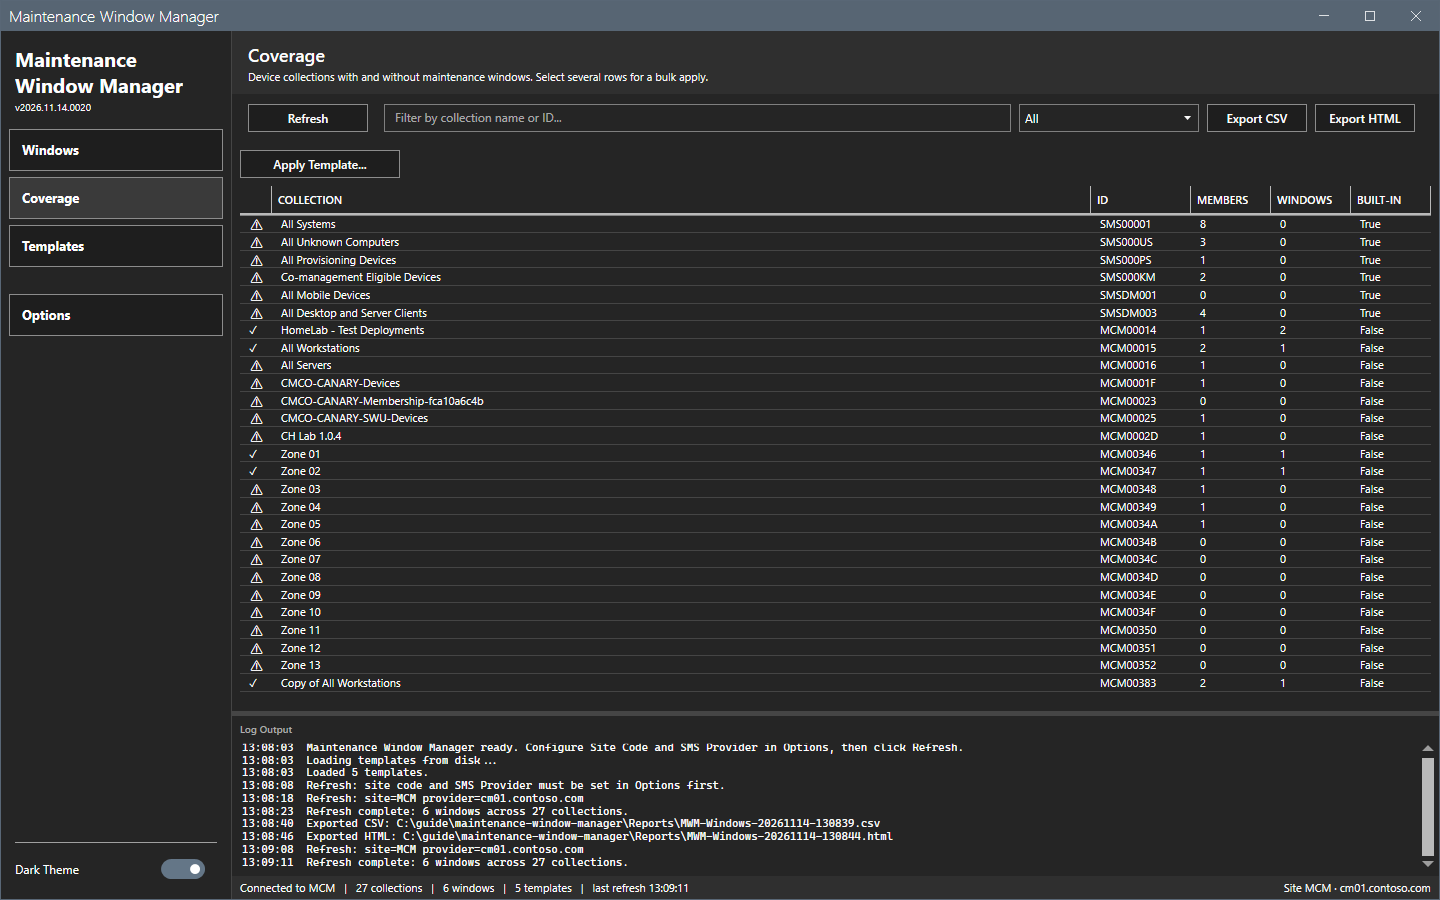 Maintenance Window Manager
Maintenance
Window Manager
v2026.11.14.0020
Windows
Coverage
Templates
Options
Dark Theme
Coverage
Device collections with and without maintenance windows. Select several rows for a bulk apply.
Refresh
Filter by collection name or ID...
All
Export CSV
Export HTML
Apply Template...
COLLECTION ID MEMBERS WINDOWS BUILT-IN
All Systems SMS00001 8 0 True
All Unknown Computers SMS000US 3 0 True
All Provisioning Devices SMS000PS 1 0 True
Co-management Eligible Devices SMS000KM 2 0 True
All Mobile Devices SMSDM001 0 0 True
All Desktop and Server Clients SMSDM003 4 0 True
HomeLab - Test Deployments MCM00014 1 2 False
All Workstations MCM00015 2 1 False
All Servers MCM00016 1 0 False
CMCO-CANARY-Devices MCM0001F 1 0 False
CMCO-CANARY-Membership-fca10a6c4b MCM00023 0 0 False
CMCO-CANARY-SWU-Devices MCM00025 1 0 False
CH Lab 1.0.4 MCM0002D 1 0 False
Zone 01 MCM00346 1 1 False
Zone 02 MCM00347 1 1 False
Zone 03 MCM00348 1 0 False
Zone 04 MCM00349 1 0 False
Zone 05 MCM0034A 1 0 False
Zone 06 MCM0034B 0 0 False
Zone 07 MCM0034C 0 0 False
Zone 08 MCM0034D 0 0 False
Zone 09 MCM0034E 0 0 False
Zone 10 MCM0034F 0 0 False
Zone 11 MCM00350 0 0 False
Zone 12 MCM00351 0 0 False
Zone 13 MCM00352 0 0 False
Copy of All Workstations MCM00383 2 1 False
Log Output
13:08:03 Maintenance Window Manager ready. Configure Site Code and SMS Provider in Options, then click Refresh.
13:08:03 Loading templates from disk...
13:08:03 Loaded 5 templates.
13:08:08 Refresh: site code and SMS Provider must be set in Options first.
13:08:18 Refresh: site=MCM provider=cm01.contoso.com
13:08:23 Refresh complete: 6 windows across 27 collections.
13:08:40 Exported CSV: C:\guide\maintenance-window-manager\Reports\MWM-Windows-20261114-130839.csv
13:08:46 Exported HTML: C:\guide\maintenance-window-manager\Reports\MWM-Windows-20261114-130844.html
13:09:08 Refresh: site=MCM provider=cm01.contoso.com
13:09:11 Refresh complete: 6 windows across 27 collections.
Connected to MCM | 27 collections | 6 windows | 5 templates | last refresh 13:09:11
Site MCM · cm01.contoso.com